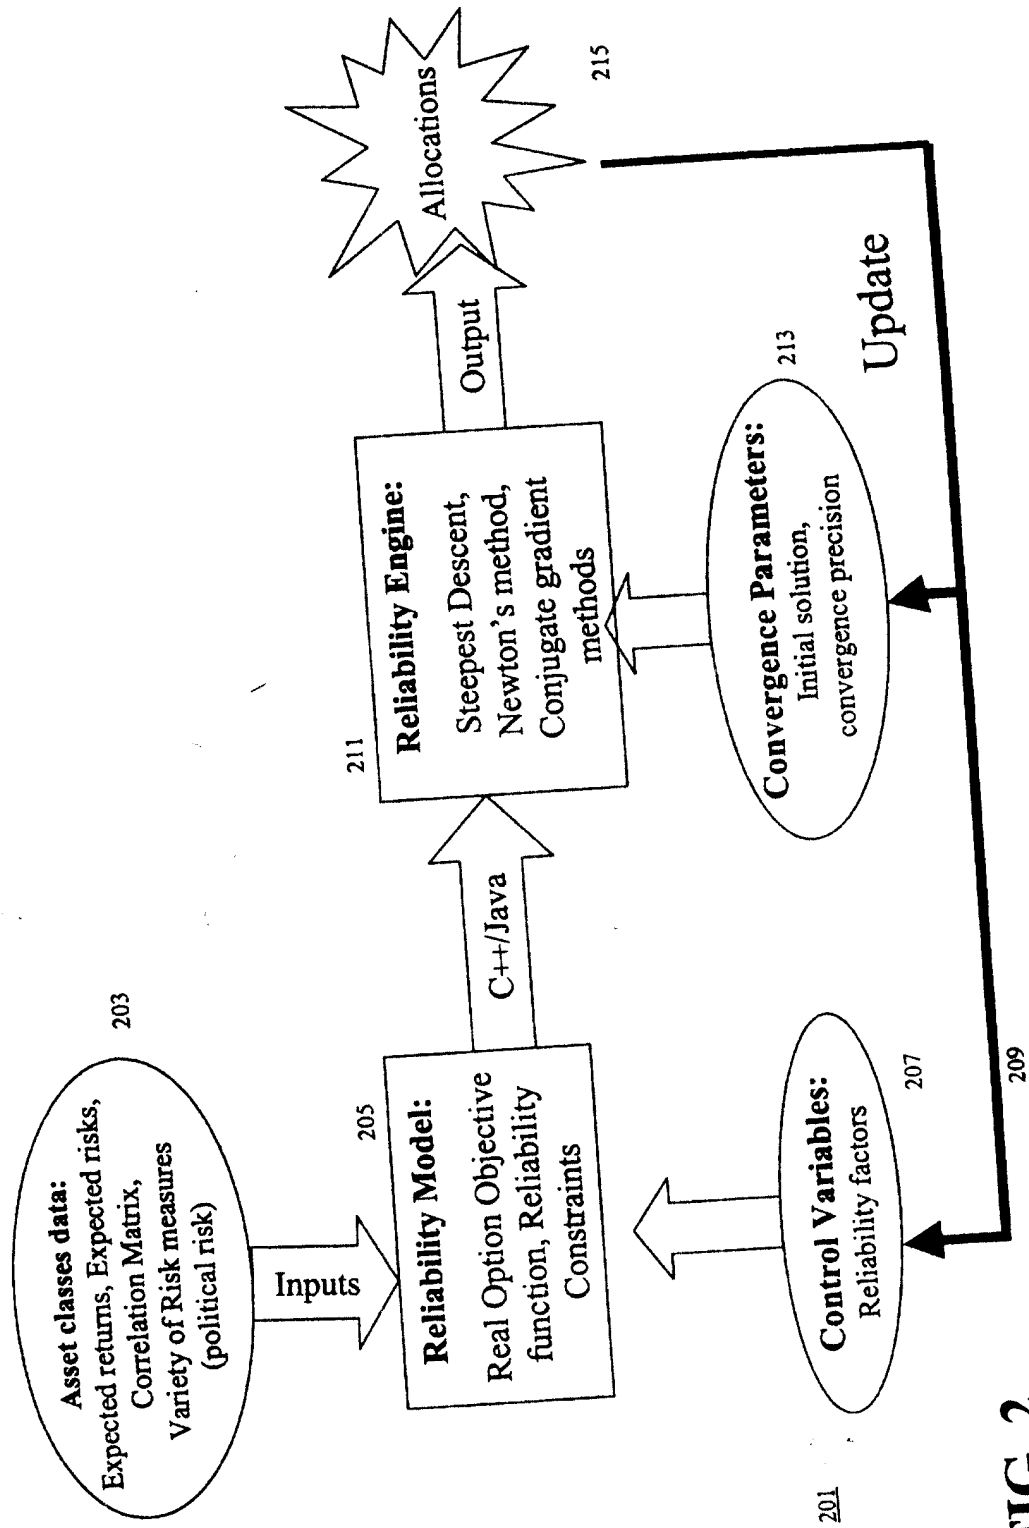 Asset classes data:
Expected returns, Expected risks,
Correlation Matrix,
Variety of Risk measures
(political risk)
203
Inputs
205
Reliability Model:
Real Option Objective
function, Reliability
Constraints
C++/Java
211
Reliability Engine:
Steepest Descent,
Newton's method,
Conjugate gradient
methods
Output
Allocations
215
Control Variables:
Reliability factors
207
Convergence Parameters:
Initial solution,
convergence precision
213
Update
209
201
FIG. 2